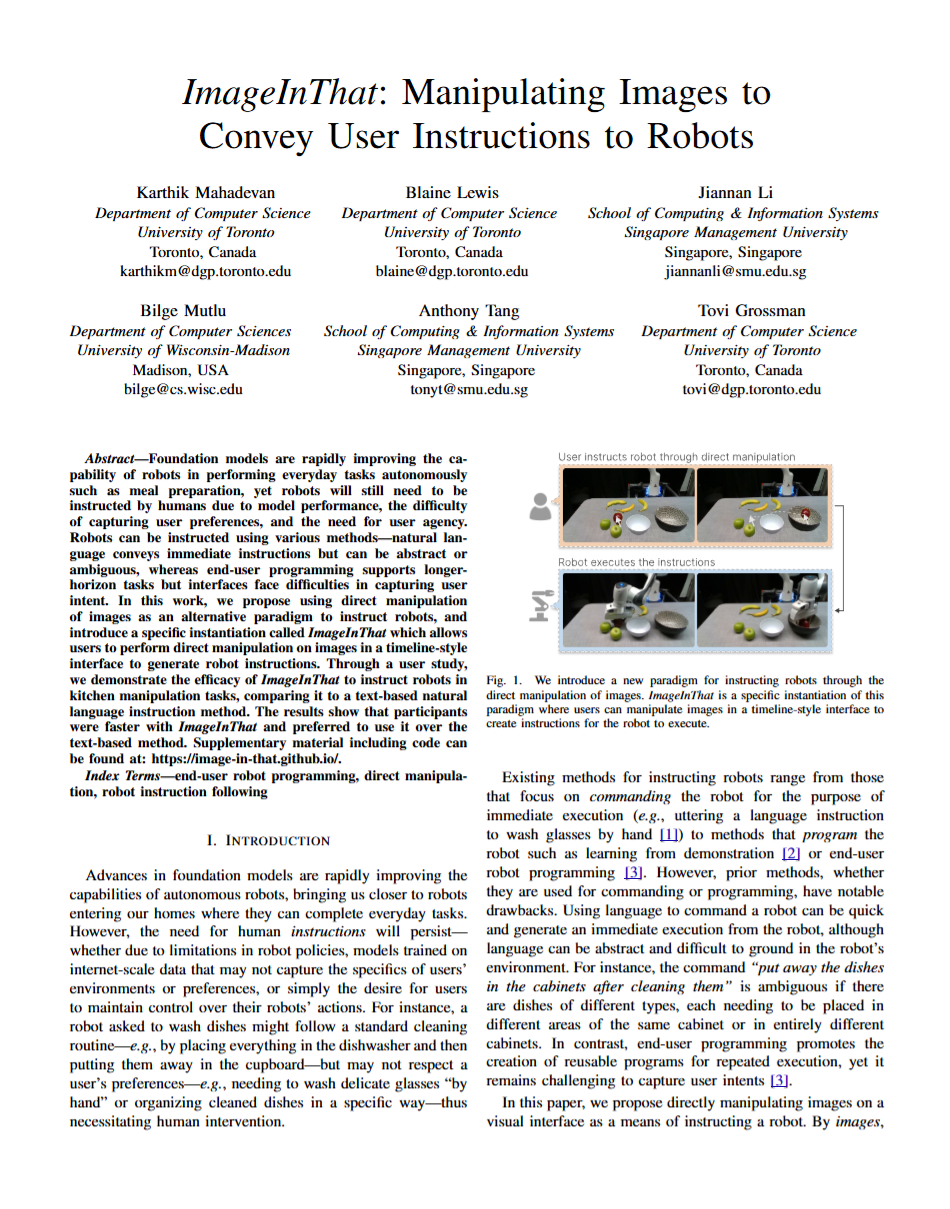 ImageInThat: Manipulating Images to
Convey User Instructions to Robots
Karthik Mahadevan
Department of Computer Science
University of Toronto
Toronto, Canada
karthikm@dgp.toronto.edu
Blaine Lewis
Department of Computer Science
University of Toronto
Toronto, Canada
blaine@dgp.toronto.edu
Jiannan Li
School of Computing & Information Systems
Singapore Management University
Singapore, Singapore
jiannanli@smu.edu.sg
Bilge Mutlu
Department of Computer Sciences
University of Wisconsin-Madison
Madison, USA
bilge@cs.wisc.edu
Anthony Tang
School of Computing & Information Systems
Singapore Management University
Singapore, Singapore
tonyt@smu.edu.sg
Tovi Grossman
Department of Computer Science
University of Toronto
Toronto, Canada
tovi@dgp.toronto.edu
Abstract—Foundation models are rapidly improving the ca-
pability of robots in performing everyday tasks autonomously
such as meal preparation, yet robots will still need to be
instructed by humans due to model performance, the difficulty
of capturing user preferences, and the need for user agency.
Robots can be instructed using various methods—natural lan-
guage conveys immediate instructions but can be abstract or
ambiguous, whereas end-user programming supports longer-
horizon tasks but interfaces face difficulties in capturing user
intent. In this work, we propose using direct manipulation
of images as an alternative paradigm to instruct robots, and
introduce a specific instantiation called ImageInThat which allows
users to perform direct manipulation on images in a timeline-style
interface to generate robot instructions. Through a user study,
we demonstrate the efficacy of ImageInThat to instruct robots in
kitchen manipulation tasks, comparing it to a text-based natural
language instruction method. The results show that participants
were faster with ImageInThat and preferred to use it over the
text-based method. Supplementary material including code can
be found at: https://image-in-that.github.io/.
Index Terms—end-user robot programming, direct manipula-
tion, robot instruction following
I. INTRODUCTION
Advances in foundation models are rapidly improving the
capabilities of autonomous robots, bringing us closer to robots
entering our homes where they can complete everyday tasks.
However, the need for human instructions will persist—
whether due to limitations in robot policies, models trained on
internet-scale data that may not capture the specifics of users'
environments or preferences, or simply the desire for users
to maintain control over their robots' actions. For instance, a
robot asked to wash dishes might follow a standard cleaning
routine—e.g., by placing everything in the dishwasher and then
putting them away in the cupboard—but may not respect a
user's preferences—e.g., needing to wash delicate glasses “by
hand” or organizing cleaned dishes in a specific way—thus
necessitating human intervention.
User instructs robot through direct manipulation
Robot executes the instructions
Fig. 1. We introduce a new paradigm for instructing robots through the
direct manipulation of images. ImageInThat is a specific instantiation of this
paradigm where users can manipulate images in a timeline-style interface to
create instructions for the robot to execute.
Existing methods for instructing robots range from those
that focus on commanding the robot for the purpose of
immediate execution (e.g., uttering a language instruction
to wash glasses by hand [1]) to methods that program the
robot such as learning from demonstration [2] or end-user
robot programming [3]. However, prior methods, whether
they are used for commanding or programming, have notable
drawbacks. Using language to command a robot can be quick
and generate an immediate execution from the robot, although
language can be abstract and difficult to ground in the robot's
environment. For instance, the command “put away the dishes
in the cabinets after cleaning them” is ambiguous if there
are dishes of different types, each needing to be placed in
different areas of the same cabinet or in entirely different
cabinets. In contrast, end-user programming promotes the
creation of reusable programs for repeated execution, yet it
remains challenging to capture user intents [3].
In this paper, we propose directly manipulating images on a
visual interface as a means of instructing a robot. By images,